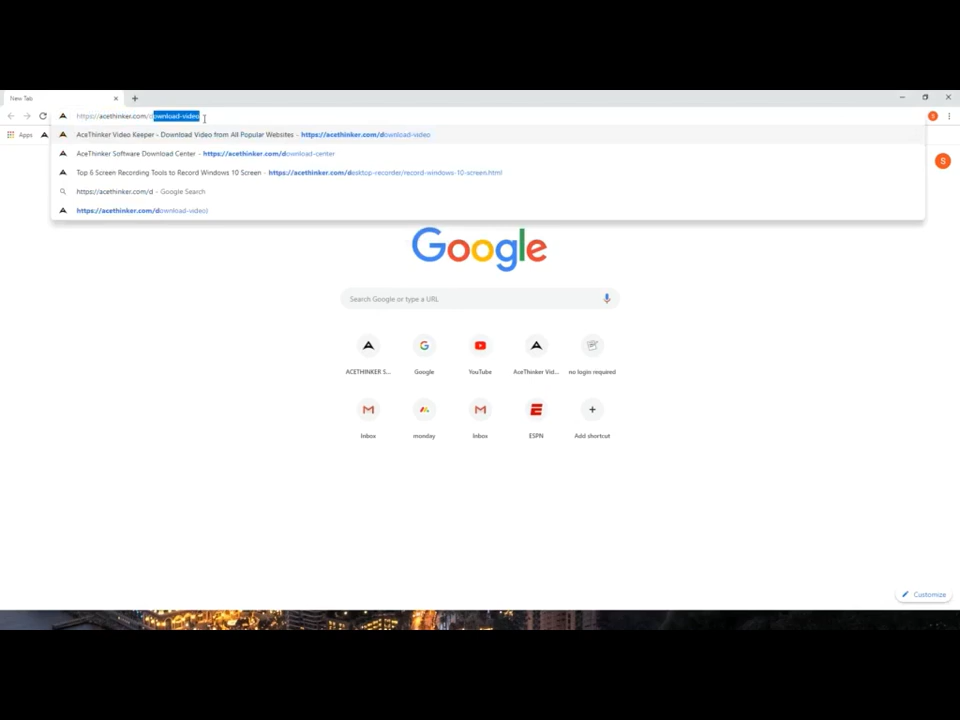 New Tab
https://acethinker.com/download-video
Apps
AceThinker Video Keeper - Download Video from All Popular Websites - https://acethinker.com/download-video
AceThinker Software Download Center - https://acethinker.com/download-center
Top 6 Screen Recording Tools to Record Windows 10 Screen - https://acethinker.com/desktop-recorder/record-windows-10-screen.html
https://acethinker.com/d - Google Search
https://acethinker.com/download-video)
S
S
Google
Search Google or type a URL
ACETHINKER S...
Google
YouTube
AceThinker Vid...
no login required
Inbox
monday
Inbox
ESPN
Add shortcut
Customize